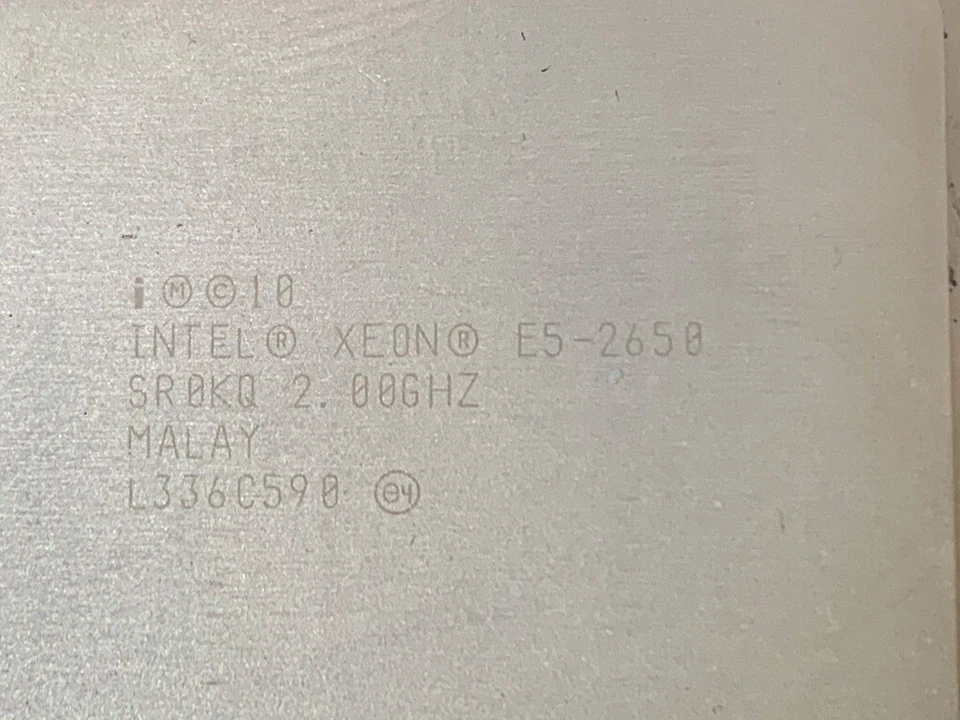 i Ⓜ ©10
INTEL® XEON® E5-2650
SR0KQ 2.00GHZ
MALAY
L336C590 e4